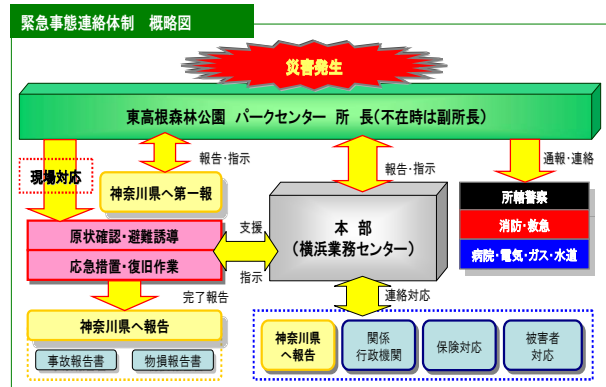 緊急事態連絡体制 概略図
災害発生
東高根森林公園 パークセンター 所 長(不在時は副所長)
現場対応
報告・指示
報告・指示
通報・連絡
神奈川県へ第一報
所轄警察
消防・救急
病院・電気・ガス・水道
原状確認・避難誘導
応急措置・復旧作業
支援
指示
本 部
(横浜業務センター)
完了報告
連絡対応
神奈川県へ報告
事故報告書
物損報告書
神奈川県
へ報告
関係
行政機関
保険対応
被害者
対応